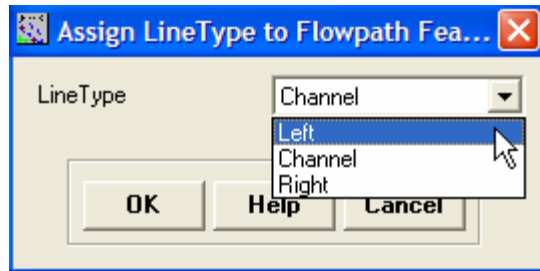 Assign LineType to Flowpath Fea...
LineType
Channel
Left
Channel
Right
OK
Help
Cancel